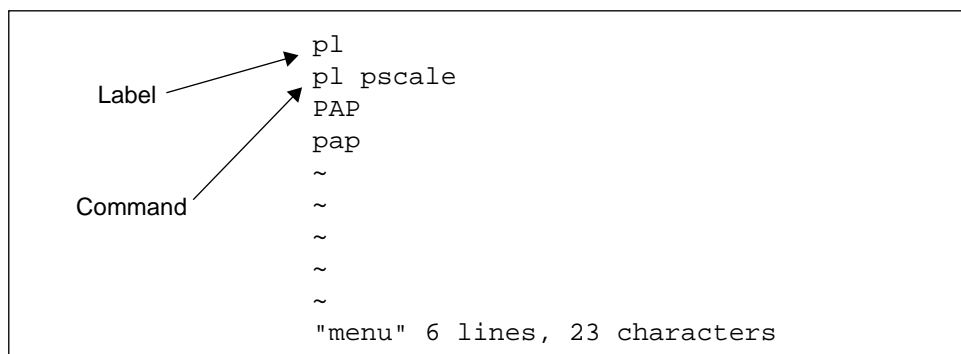 pl
pl pscale
Label
PAP
pap
~
~
Command
~
~
~
"menu" 6 lines, 23 characters